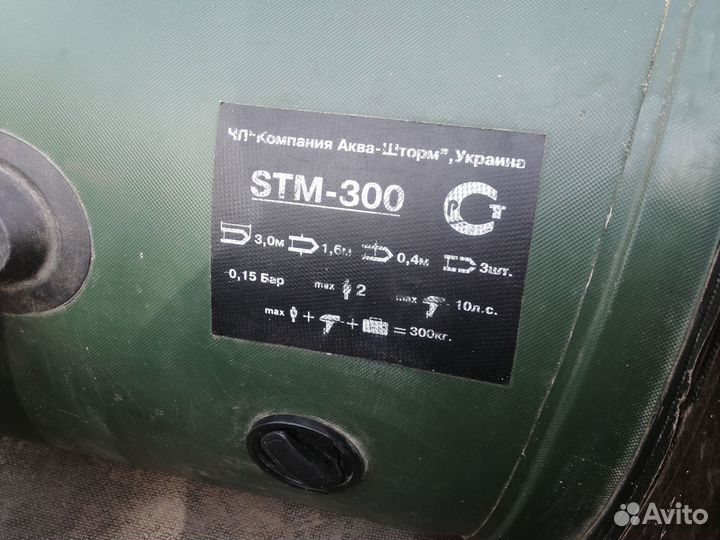 ЧП"Компания Аква-Шторм",Украина
STM-300
РСТ
3,0м 1,6м 0,4м 3шт.
0,15 Бар max 2 max 10л.с.
max + + = 300кг.
Avito